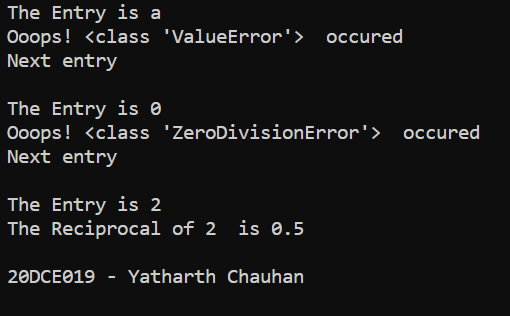 The Entry is a
Ooops! <class 'ValueError'>  occured
Next entry

The Entry is 0
Ooops! <class 'ZeroDivisionError'>  occured
Next entry

The Entry is 2
The Reciprocal of 2  is 0.5

20DCE019 - Yatharth Chauhan